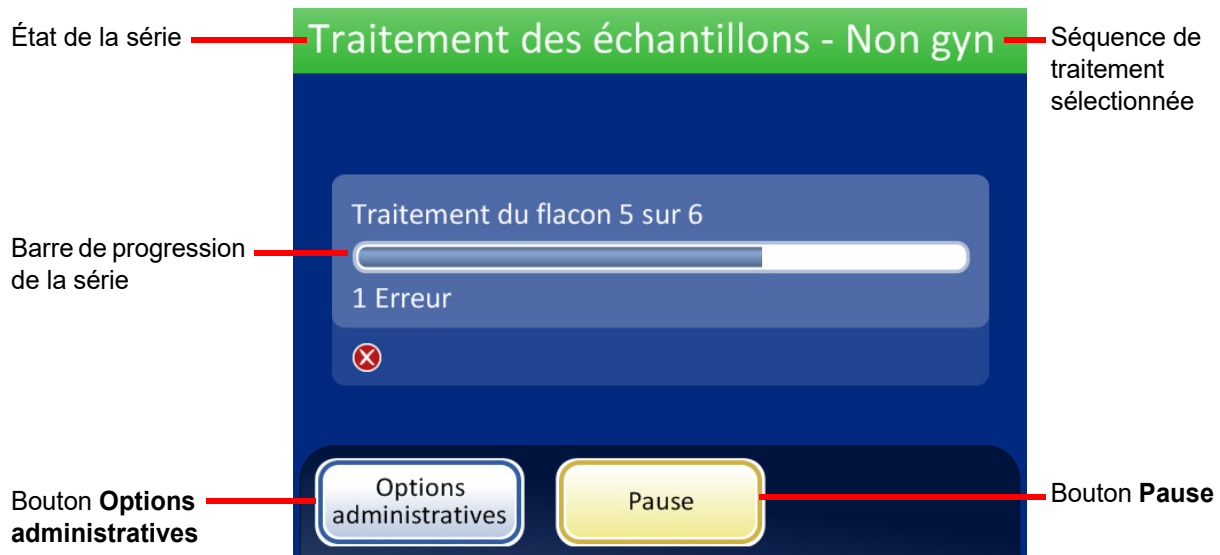 État de la série
Traitement des échantillons - Non gyn
Séquence de
traitement
sélectionnée
Traitement du flacon 5 sur 6
Barre de progression
de la série
1 Erreur
Bouton Options
administratives
Options
administratives
Pause
Bouton Pause